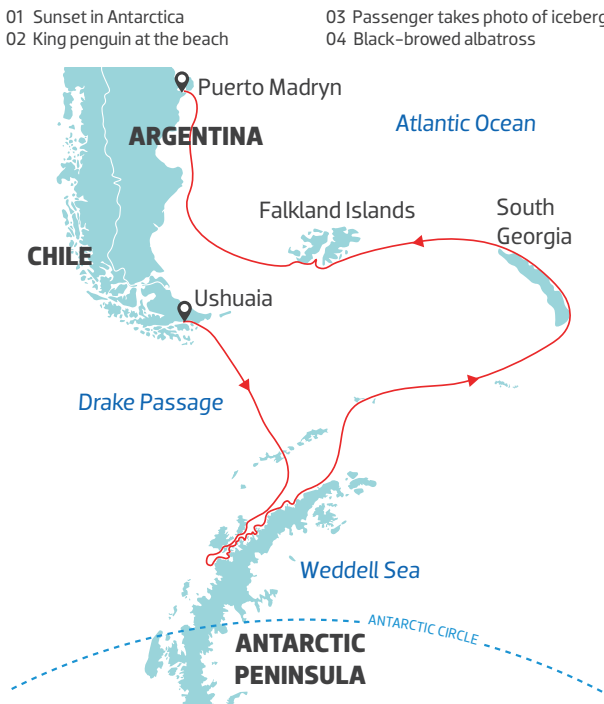 01 Sunset in Antarctica
02 King penguin at the beach
03 Passenger takes photo of iceberg
04 Black-browed albatross
Puerto Madryn
ARGENTINA
Atlantic Ocean
Falkland Islands
South
Georgia
CHILE
Ushuaia
Drake Passage
Weddell Sea
ANTARCTIC CIRCLE
ANTARCTIC
PENINSULA